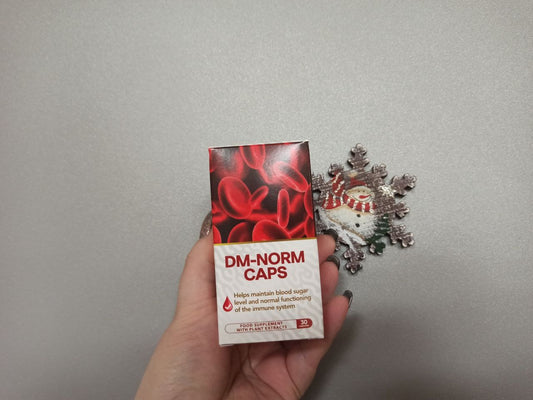 DM-NORM
CAPS
Helps maintain blood sugar
level and normal functioning
of the immune system
FOOD SUPPLEMENT
WITH PLANT EXTRACTS
30